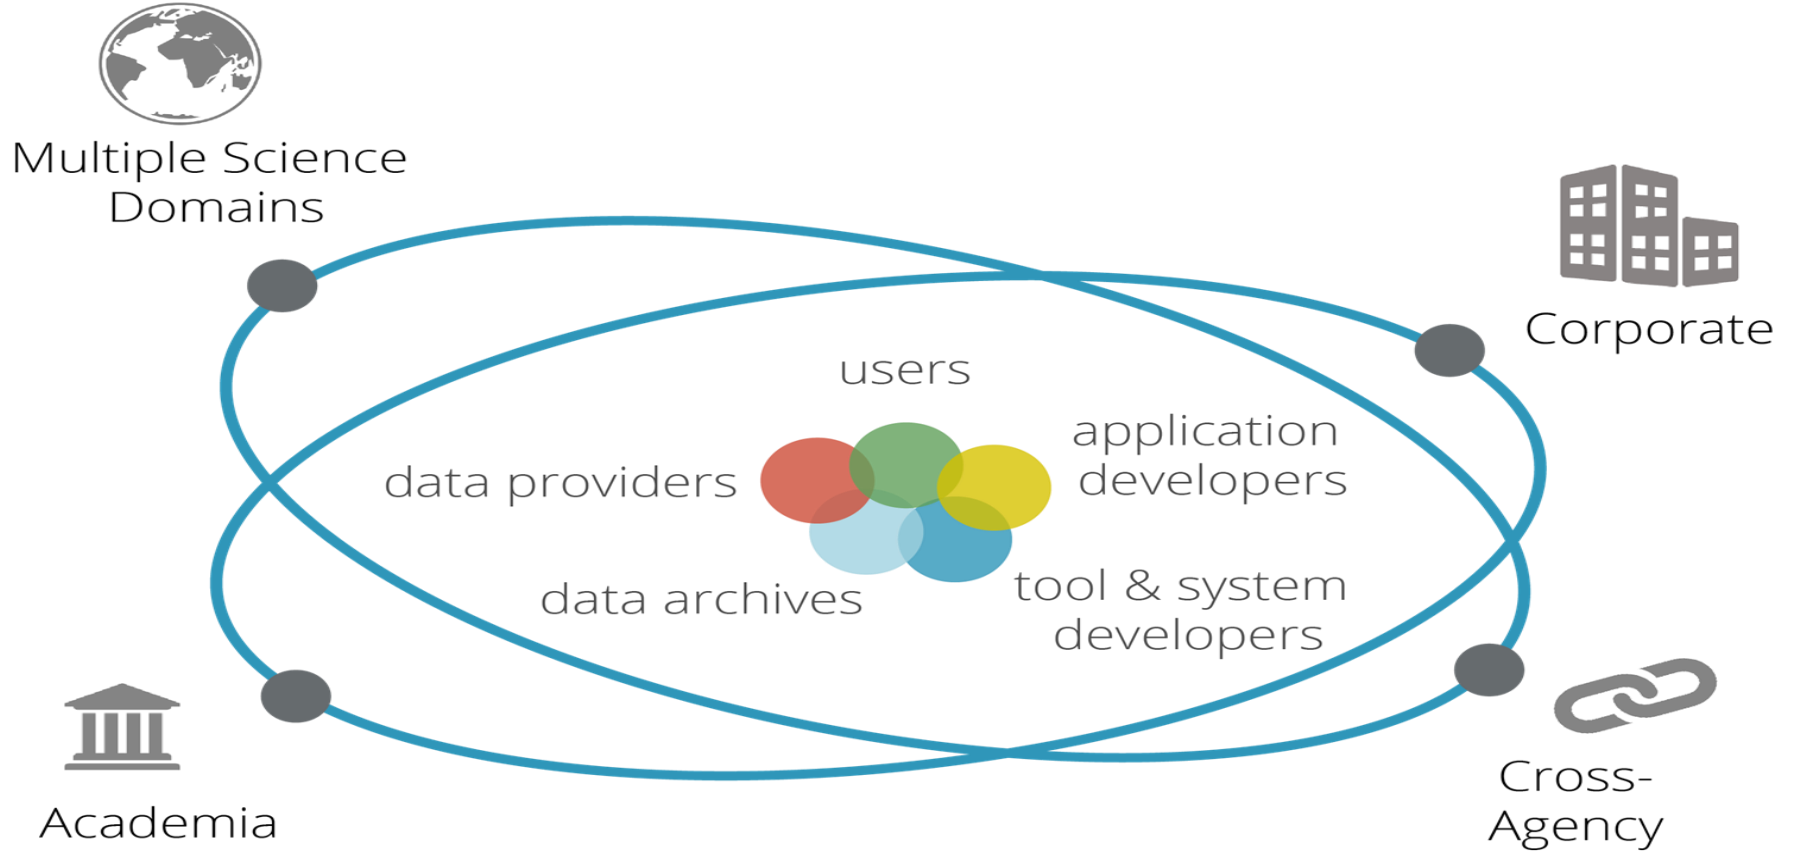 Multiple Science
Domains
Corporate
users
application
developers
data providers
data archives
tool & system
developers
Academia
Cross-
Agency